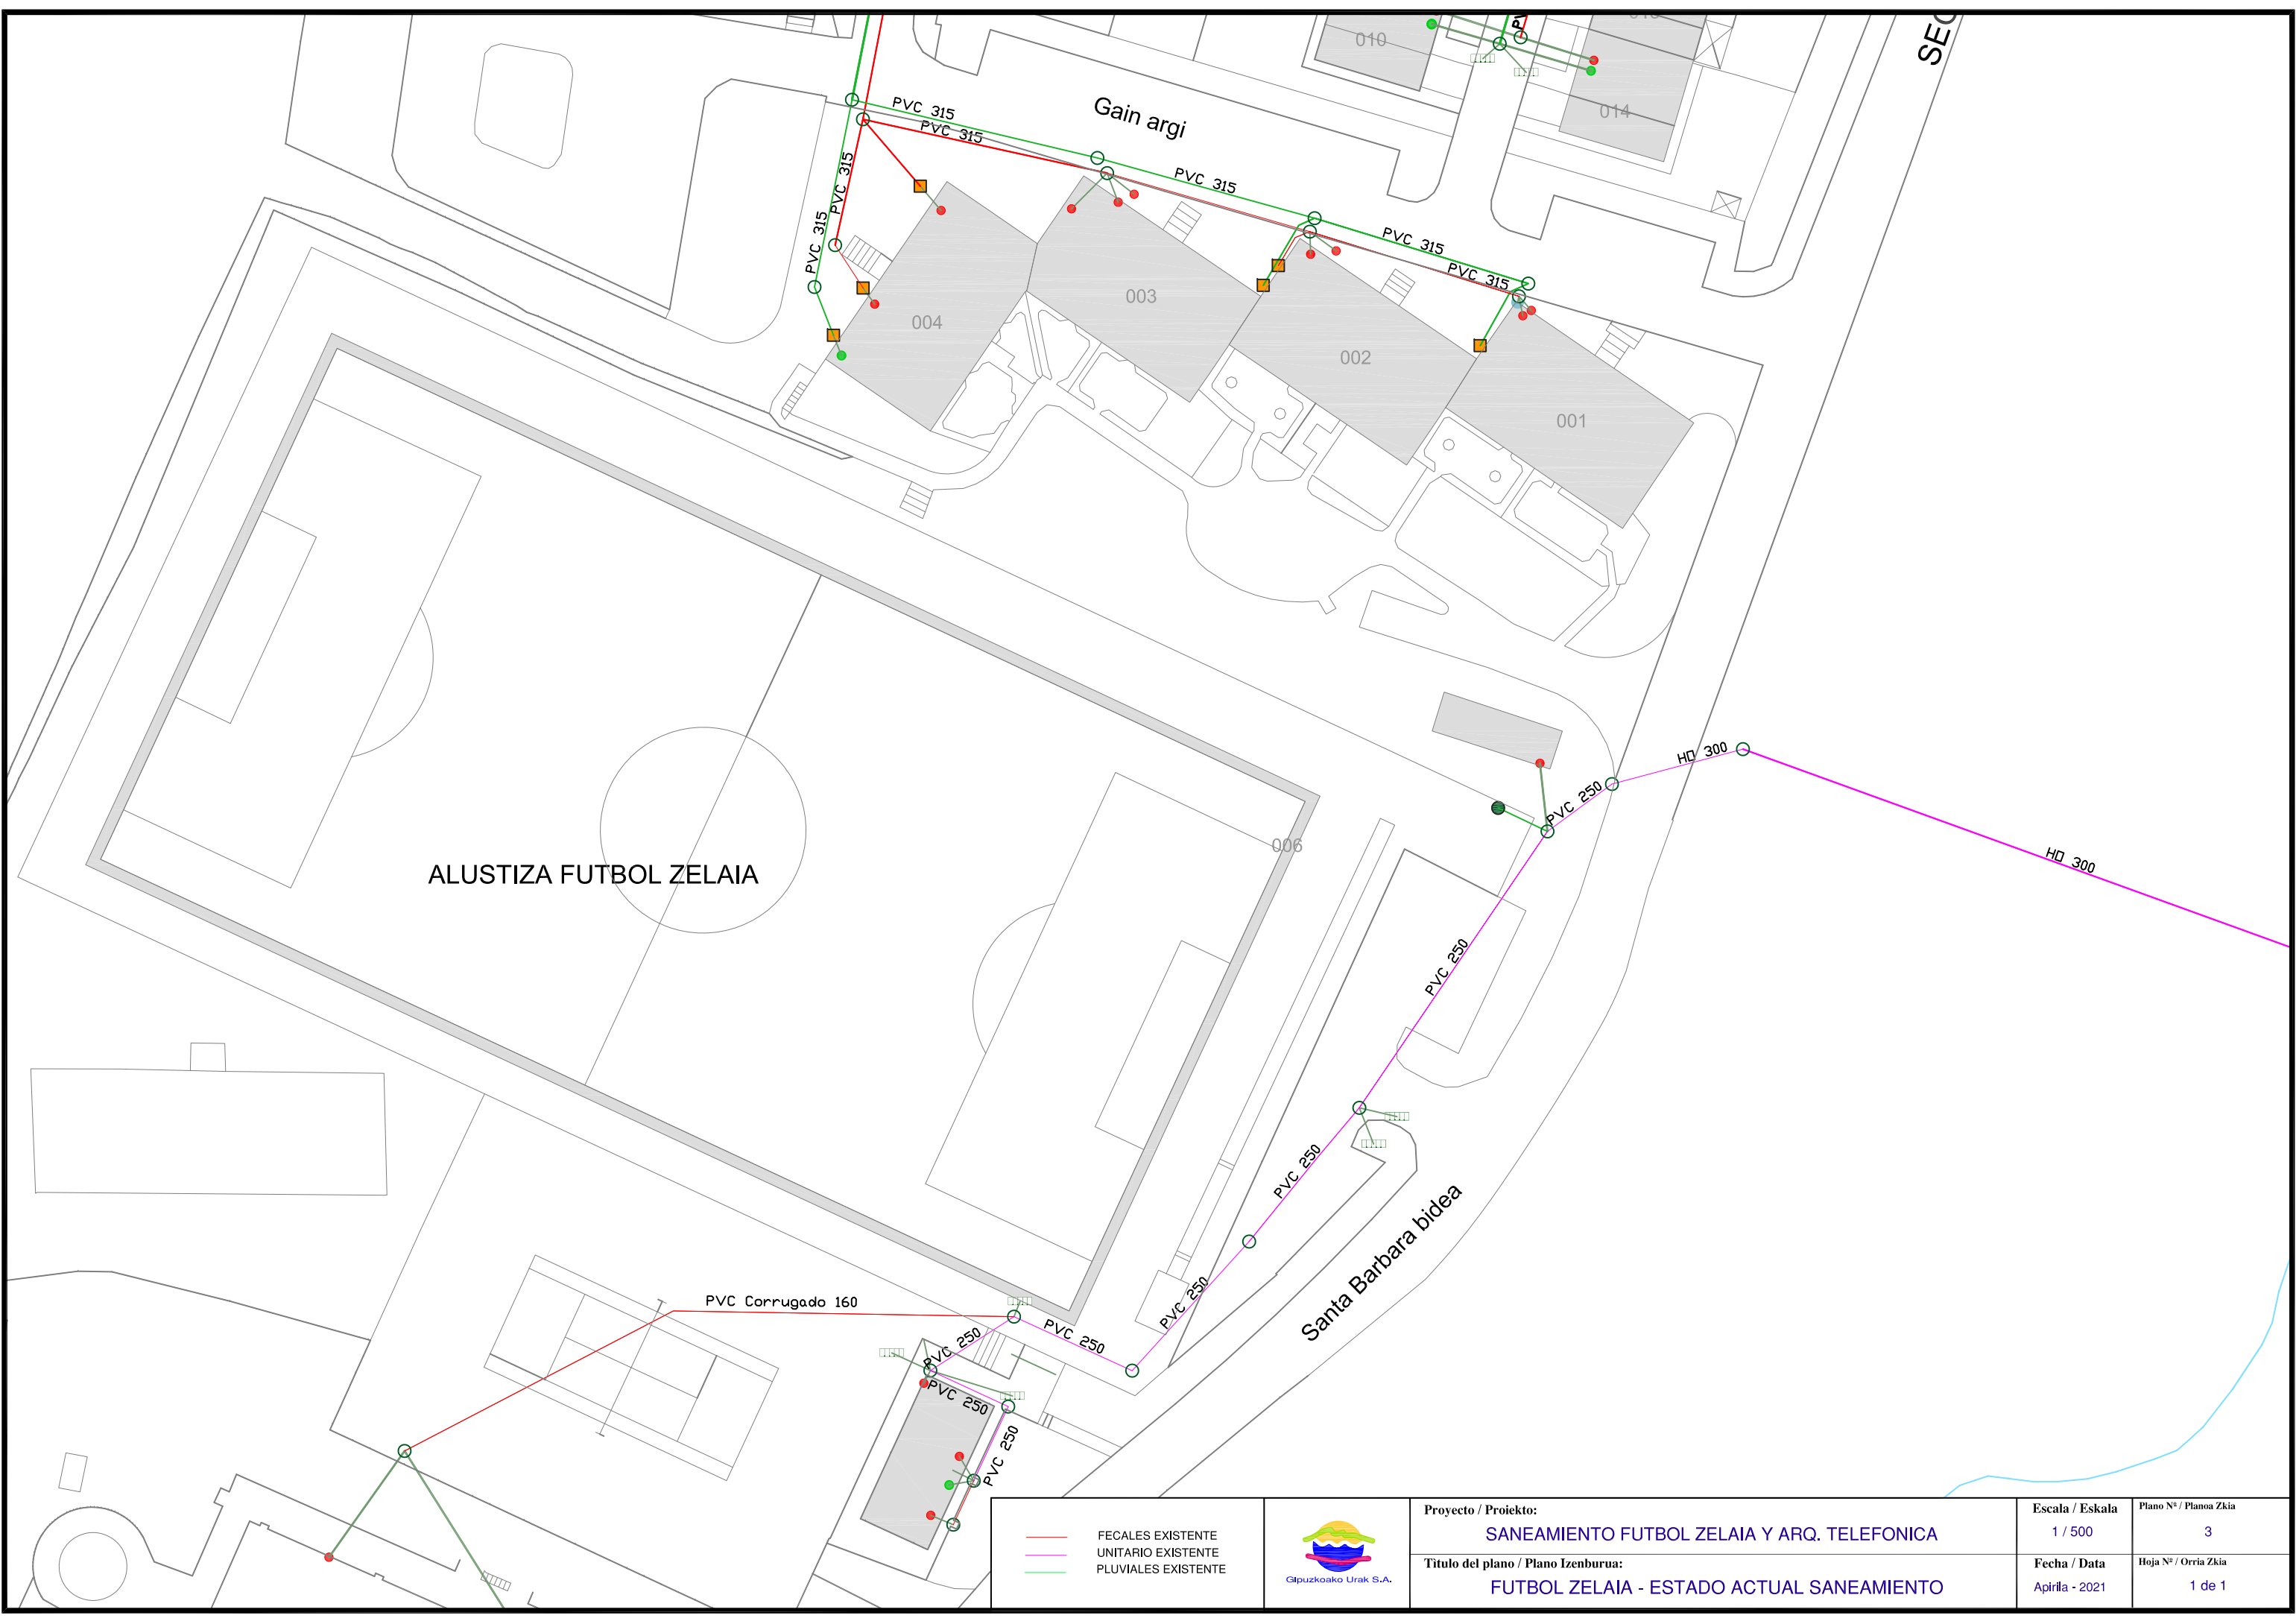 010
PVC 315
PVC 315
Gain argi
SEC
014
PVC 315
PVC 315
PVC 315
PVC 315
PVC 315
PVC 315
004
003
002
001
HD 300
PVC 250
HD 300
006
ALUSTIZA FUTBOL ZELAIA
PVC 250
PVC 250
Santa Barbara bidea
PVC 250
PVC Corrugado 160
PVC 250
PVC 250
PVC 250
PVC 250
FECALES EXISTENTE
UNITARIO EXISTENTE
PLUVIALES EXISTENTE
Gipuzkoako Urak S.A.
Proyecto / Proiekto:
SANEAMIENTO FUTBOL ZELAIA Y ARQ. TELEFONICA
Titulo del plano / Plano Izenburua:
FUTBOL ZELAIA - ESTADO ACTUAL SANEAMIENTO
Escala / Eskala
1 / 500
Plano Nº / Planoa Zkia
3
Fecha / Data
Apirila - 2021
Hoja Nº / Orria Zkia
1 de 1